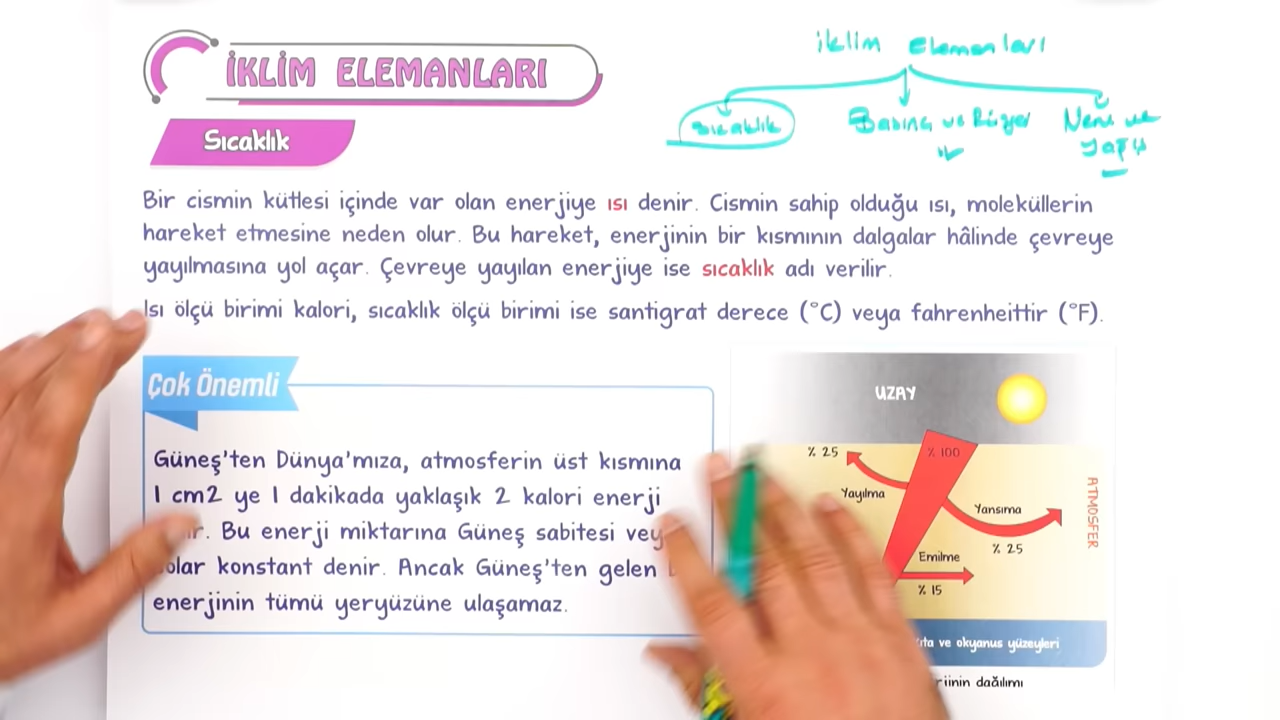 İKLİM ELEMANLARI
iklim Elemanları
Sıcaklık
Basınç ve Rüzgar
Nem ve
yağış
Sıcaklık
Bir cismin kütlesi içinde var olan enerjiye ısı denir. Cismin sahip olduğu ısı, moleküllerin
hareket etmesine neden olur. Bu hareket, enerjinin bir kısmının dalgalar hâlinde çevreye
yayılmasına yol açar. Çevreye yayılan enerjiye ise sıcaklık adı verilir.
Isı ölçü birimi kalori, sıcaklık ölçü birimi ise santigrat derece (°C) veya fahrenheittir (°F).
Çok Önemli
Güneş'ten Dünya'mıza, atmosferin üst kısmına
1 cm2 ye 1 dakikada yaklaşık 2 kalori enerji
Bu enerji miktarına Güneş sabitesi
konstant denir. Ancak Güneş'ten gelen
enerjinin tümü yeryüzüne ulaşamaz.
UZAY
% 25
% 100
Yayılma
Yansıma
% 25
Emilme
% 15
ATMOSFER
ve okyanus yüzeyleri
dağılımı